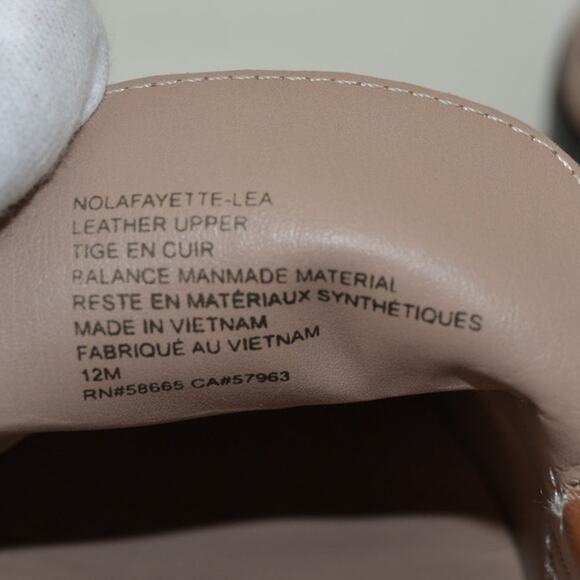 NOLAFAYETTE-LEA
LEATHER UPPER
TIGE EN CUIR
BALANCE MANMADE MATERIAL
RESTE EN MATÉRIAUX SYNTHÉTIQUES
MADE IN VIETNAM
FABRIQUÉ AU VIETNAM
12M
RN#58665 CA#57963